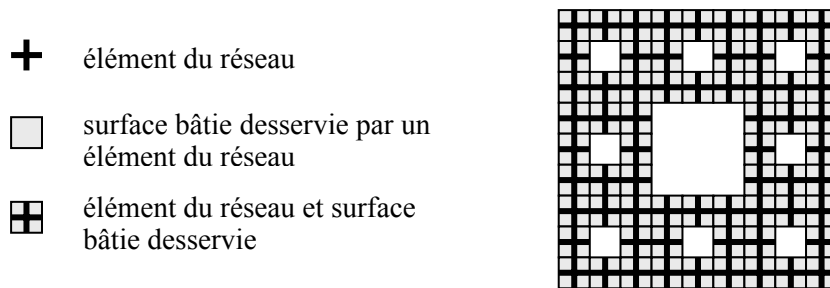 élément du réseau
surface bâtie desservie par un
élément du réseau
élément du réseau et surface
bâtie desservie